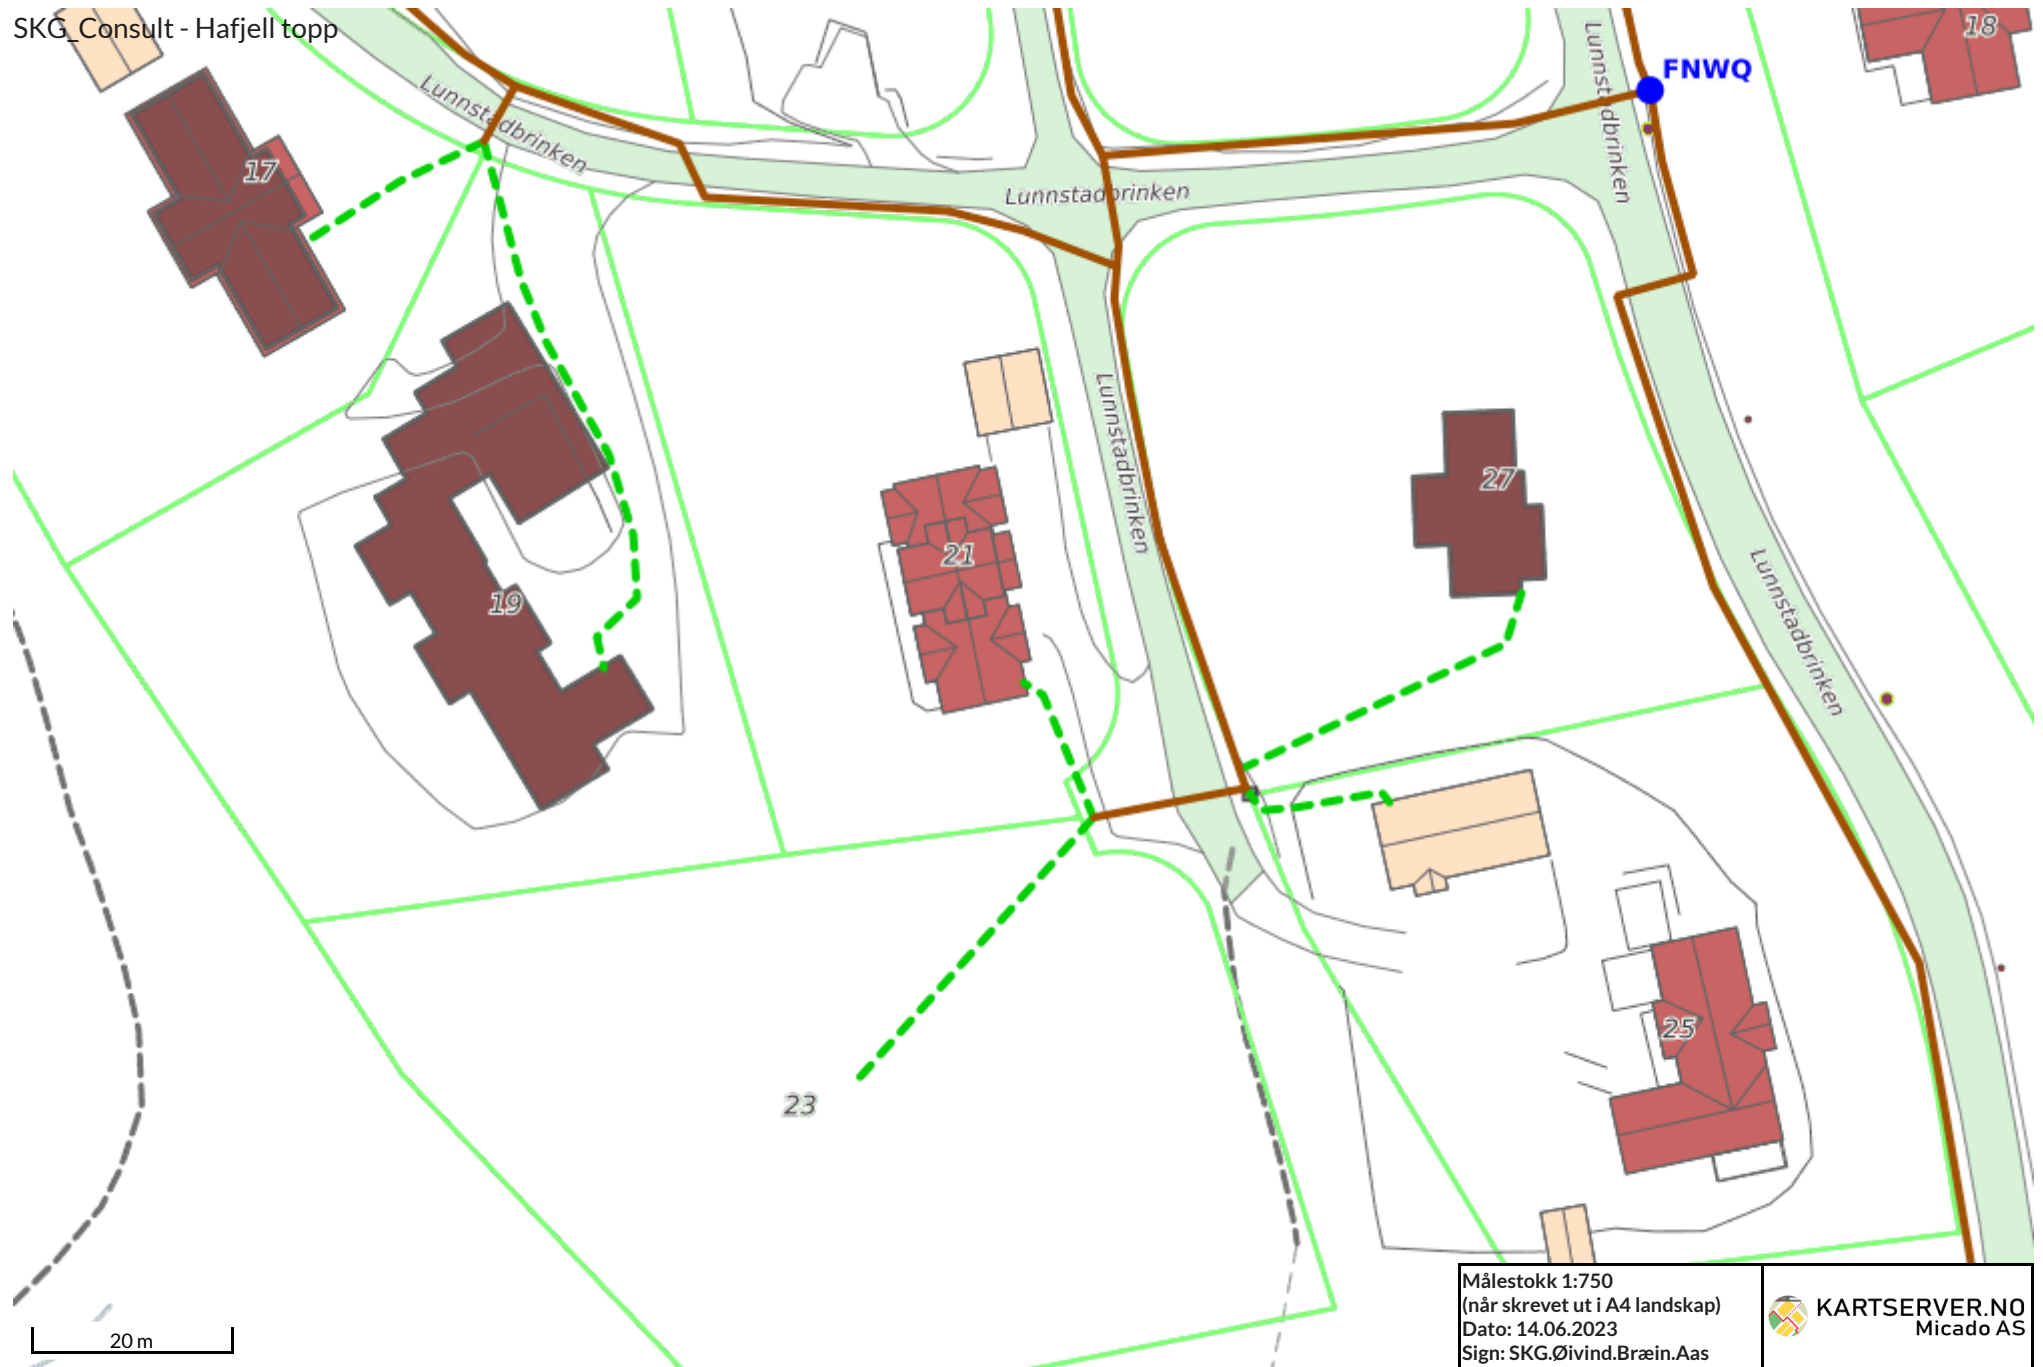 SKG_Consult - Hafjell topp
18
FNWQ
Lunnstadbrinken
Lunnstadbrinken
17
Lunnstadbrinken
Lunnstadbrinken
27
21
19
Lunnstadbrinken
25
23
Målestokk 1:750
(når skrevet ut i A4 landskap)
Dato: 14.06.2023
Sign: SKG.Øivind.Bræin.Aas
KARTSERVER.NO
Micado AS
20 m